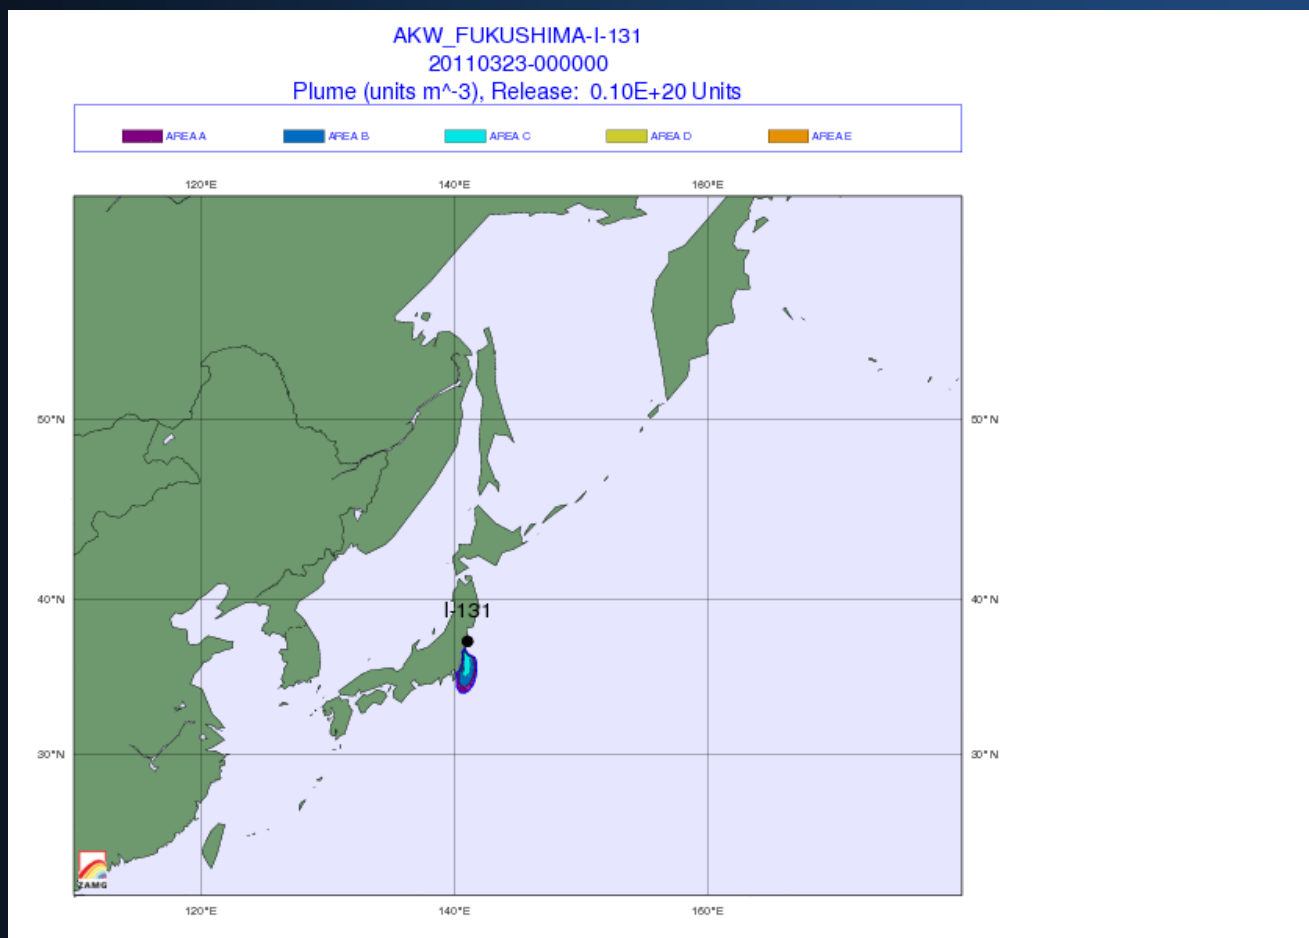 AKW_FUKUSHIMA-I-131
20110323-000000
Plume (units m^-3), Release: 0.10E+20 Units
AREA A AREA B AREA C AREA D AREA E
120°E 140°E 160°E
50°N 50°N
40°N 40°N
I-131
30°N 30°N
ZAMG
120°E 140°E 160°E